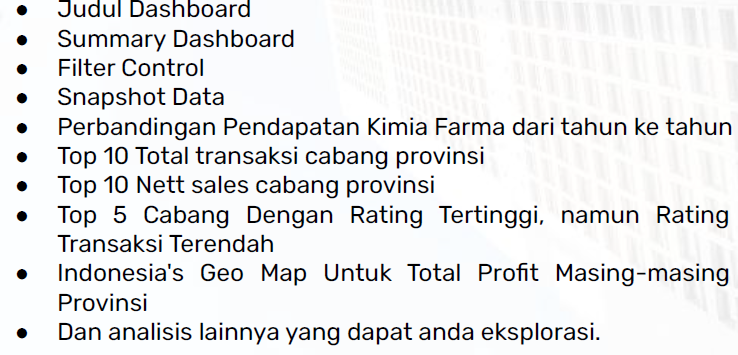 ● Judul Dashboard
● Summary Dashboard
● Filter Control
● Snapshot Data
● Perbandingan Pendapatan Kimia Farma dari tahun ke tahun
● Top 10 Total transaksi cabang provinsi
● Top 10 Nett sales cabang provinsi
● Top 5 Cabang Dengan Rating Tertinggi, namun Rating
Transaksi Terendah
● Indonesia's Geo Map Untuk Total Profit Masing-masing
Provinsi
● Dan analisis lainnya yang dapat anda eksplorasi.